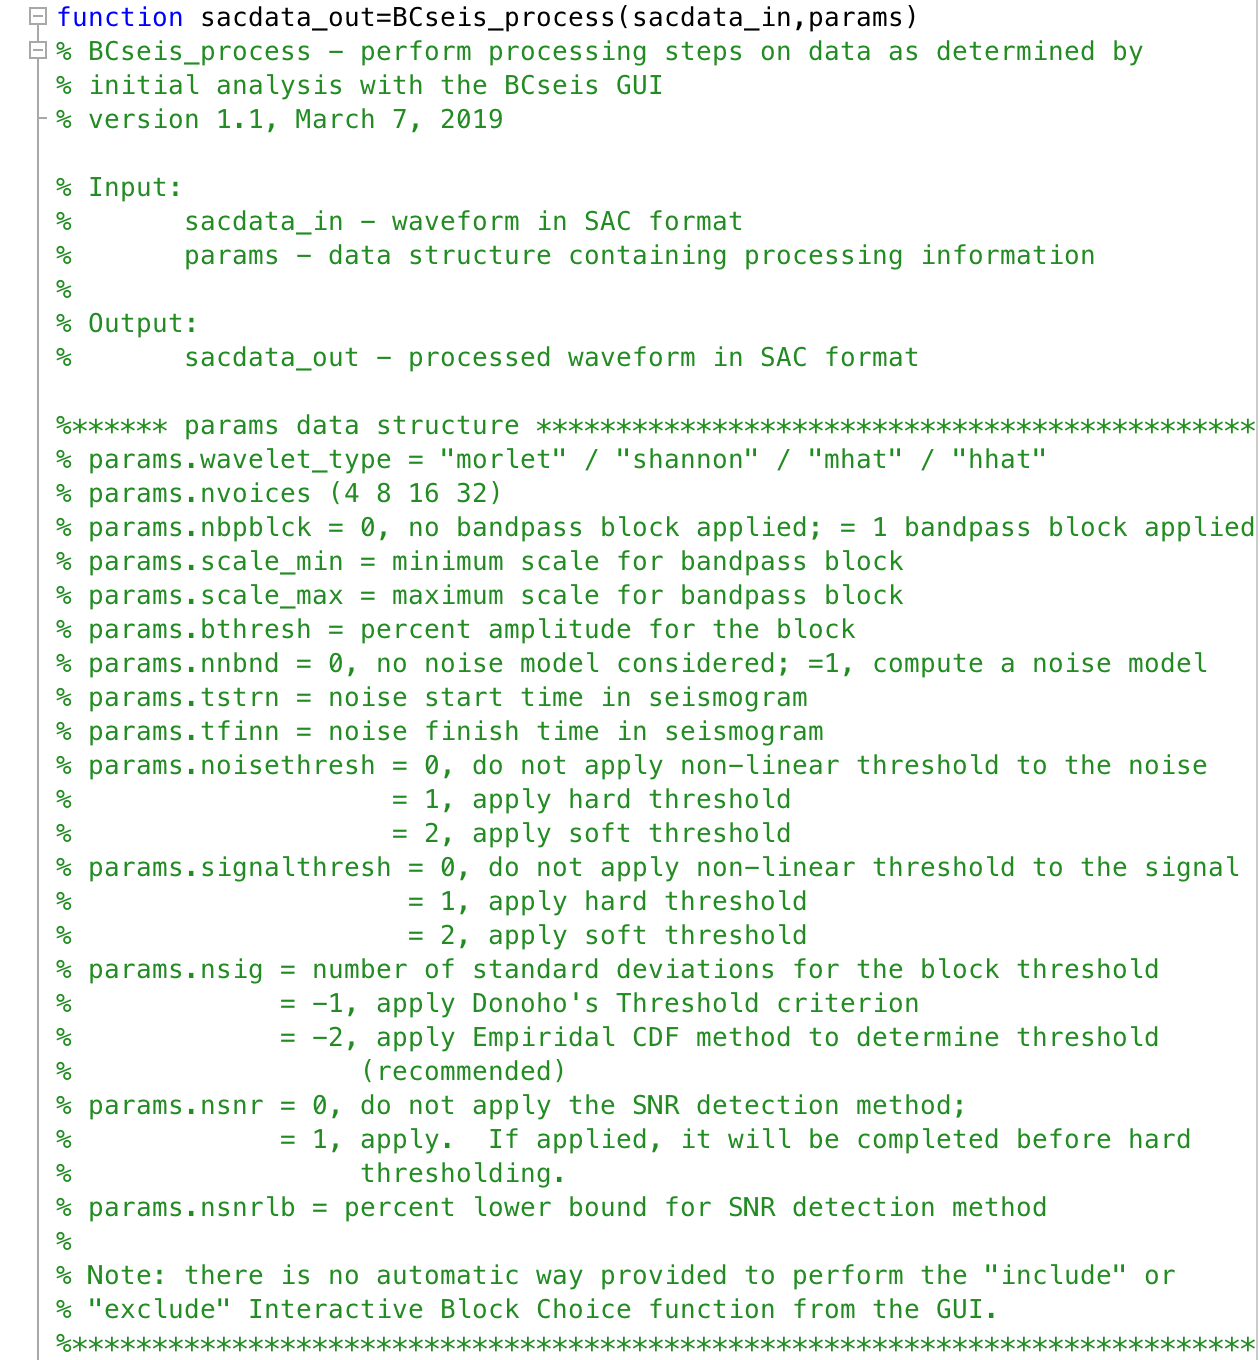 function sacdata_out=BCseis_process(sacdata_in,params)
% BCseis_process - perform processing steps on data as determined by
% initial analysis with the BCseis GUI
% version 1.1, March 7, 2019

% Input:
%       sacdata_in - waveform in SAC format
%       params - data structure containing processing information
%
% Output:
%       sacdata_out - processed waveform in SAC format

%****** params data structure *********************************************
% params.wavelet_type = "morlet" / "shannon" / "mhat" / "hhat"
% params.nvoices (4 8 16 32)
% params.nbpblck = 0, no bandpass block applied; = 1 bandpass block applied
% params.scale_min = minimum scale for bandpass block
% params.scale_max = maximum scale for bandpass block
% params.bthresh = percent amplitude for the block
% params.nnbnd = 0, no noise model considered; =1, compute a noise model
% params.tstrn = noise start time in seismogram
% params.tfinn = noise finish time in seismogram
% params.noisethresh = 0, do not apply non-linear threshold to the noise
%                    = 1, apply hard threshold
%                    = 2, apply soft threshold
% params.signalthresh = 0, do not apply non-linear threshold to the signal
%                     = 1, apply hard threshold
%                     = 2, apply soft threshold
% params.nsig = number of standard deviations for the block threshold
%             = -1, apply Donoho's Threshold criterion
%             = -2, apply Empiridal CDF method to determine threshold
%                  (recommended)
% params.nsnr = 0, do not apply the SNR detection method;
%             = 1, apply.  If applied, it will be completed before hard
%                  thresholding.
% params.nsnrlb = percent lower bound for SNR detection method
%
% Note: there is no automatic way provided to perform the "include" or
% "exclude" Interactive Block Choice function from the GUI.
%**************************************************************************